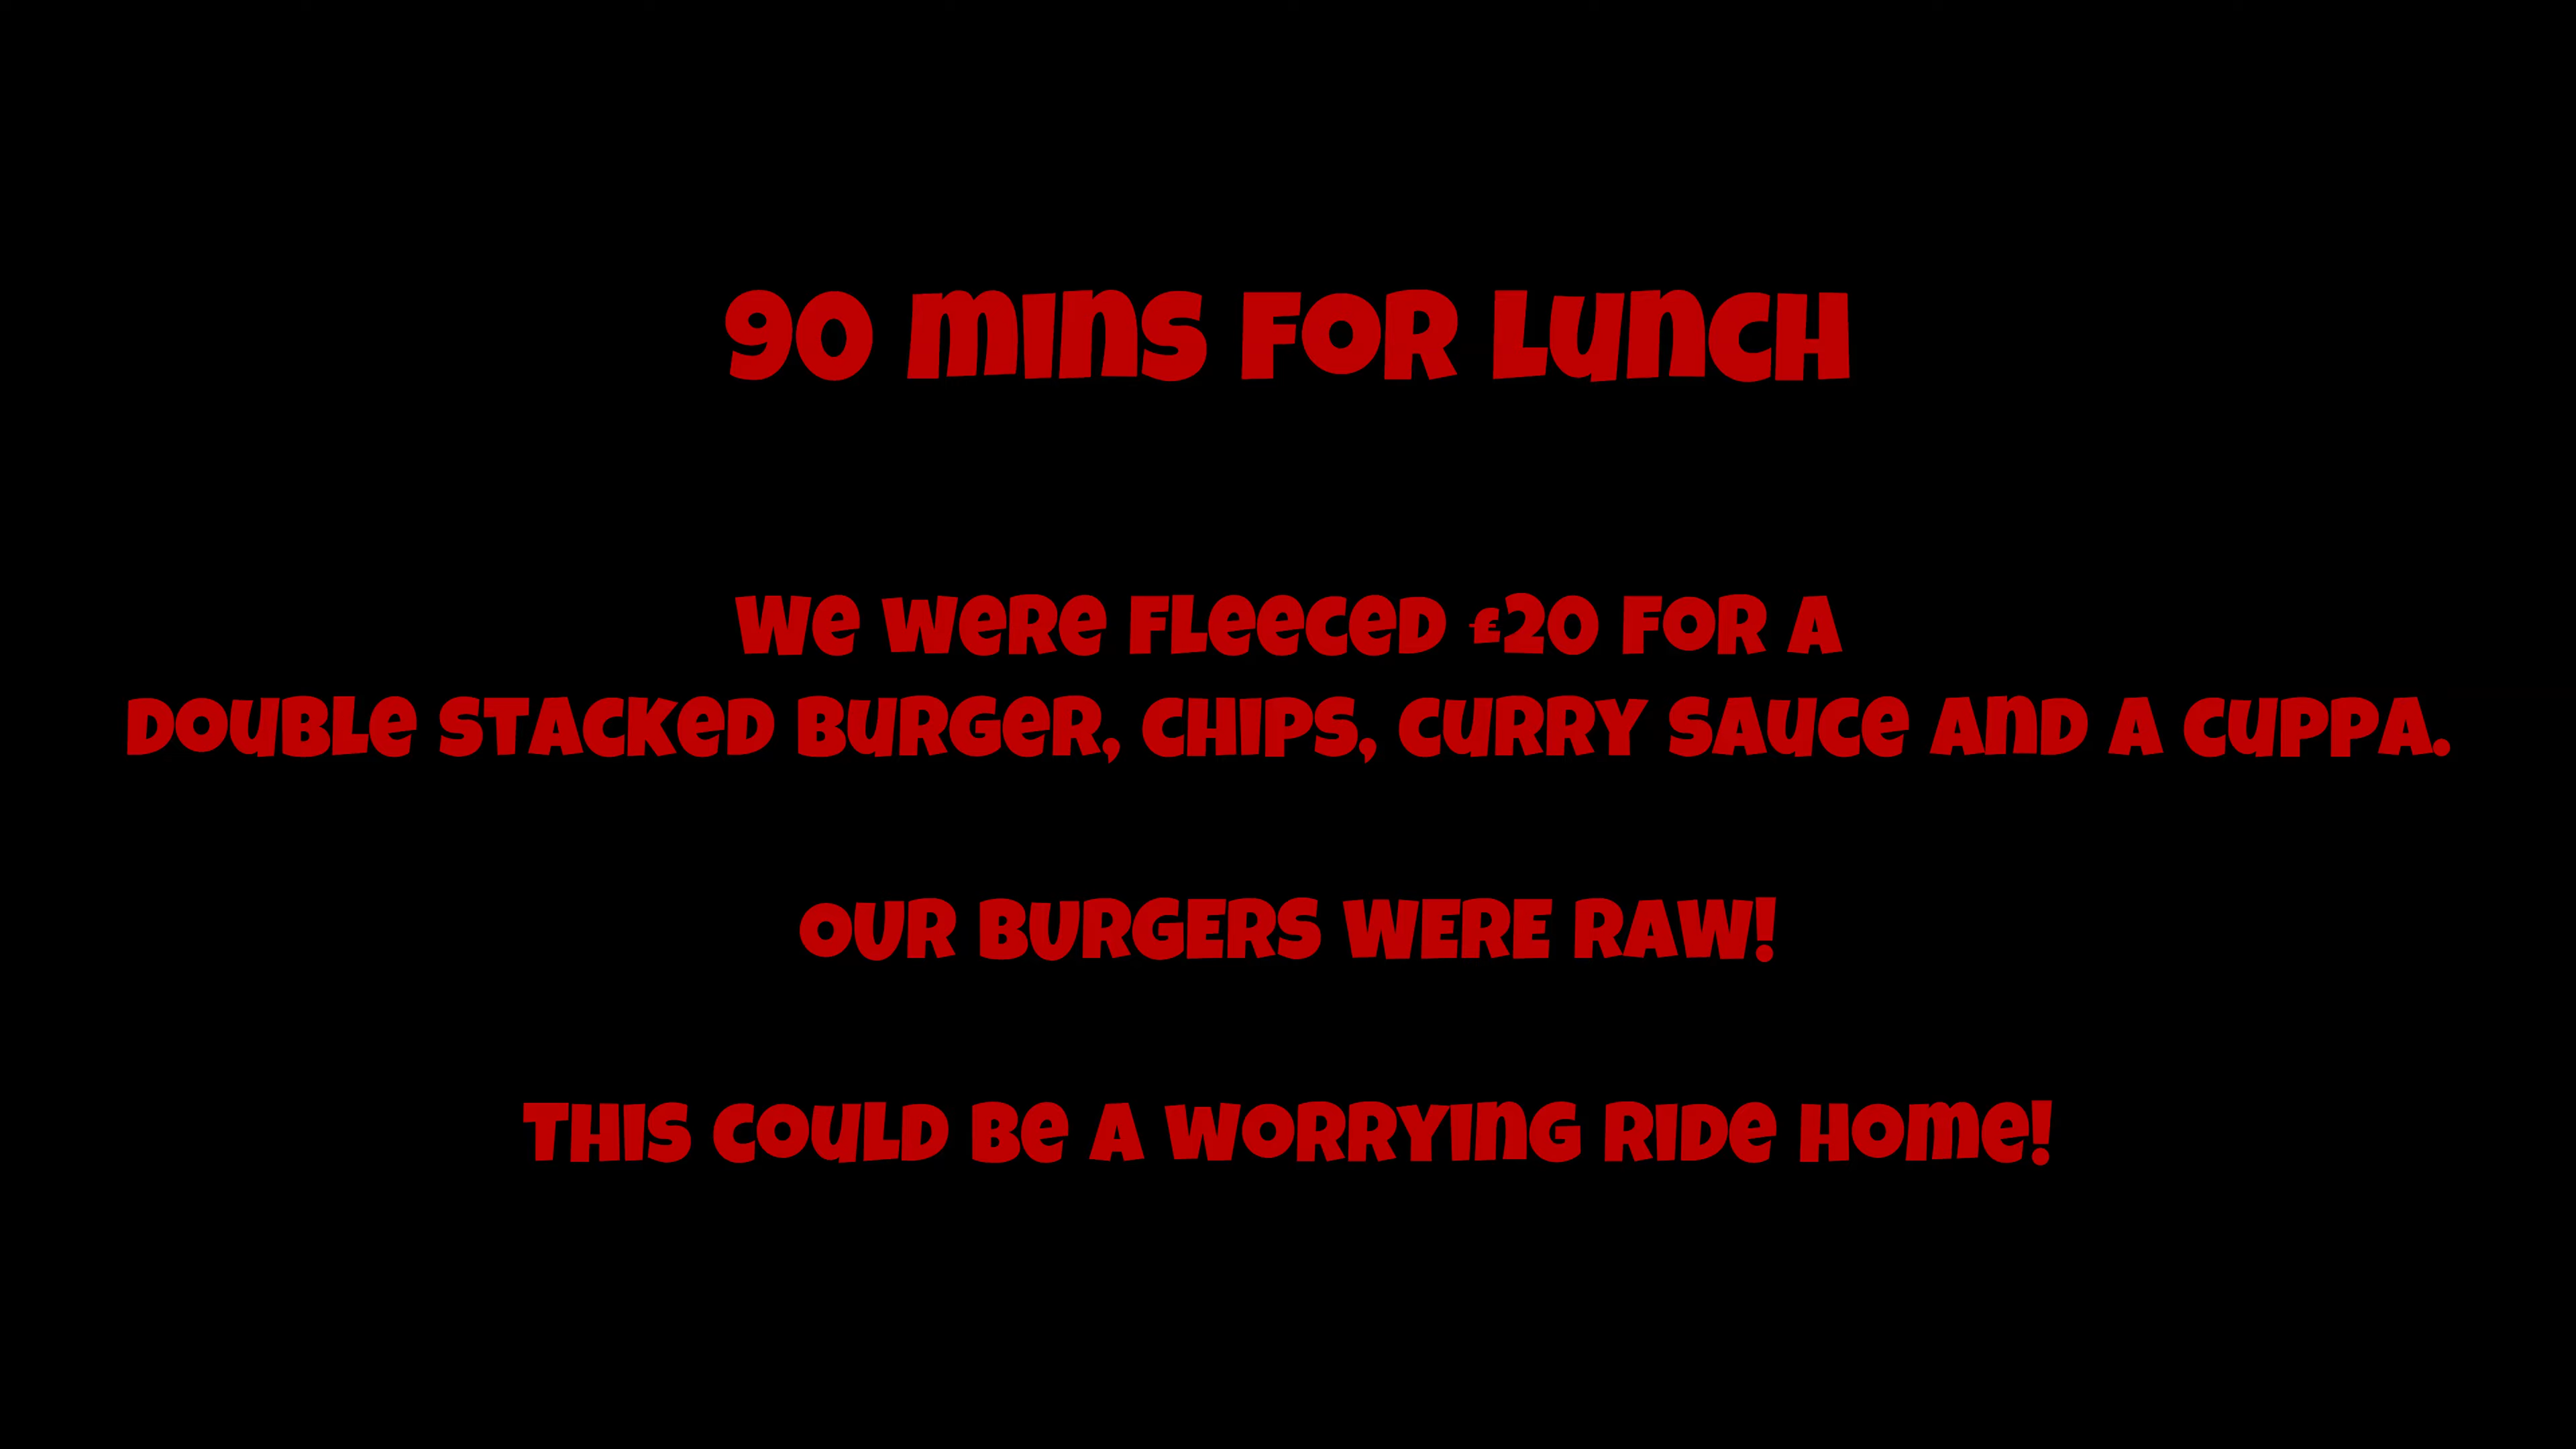 90 mins for lunch
We were fleeced £20 for a
double stacked burger, chips, curry sauce and a cuppa.
OUR BURGERS WERE RAW!
This could be a worrying ride home!